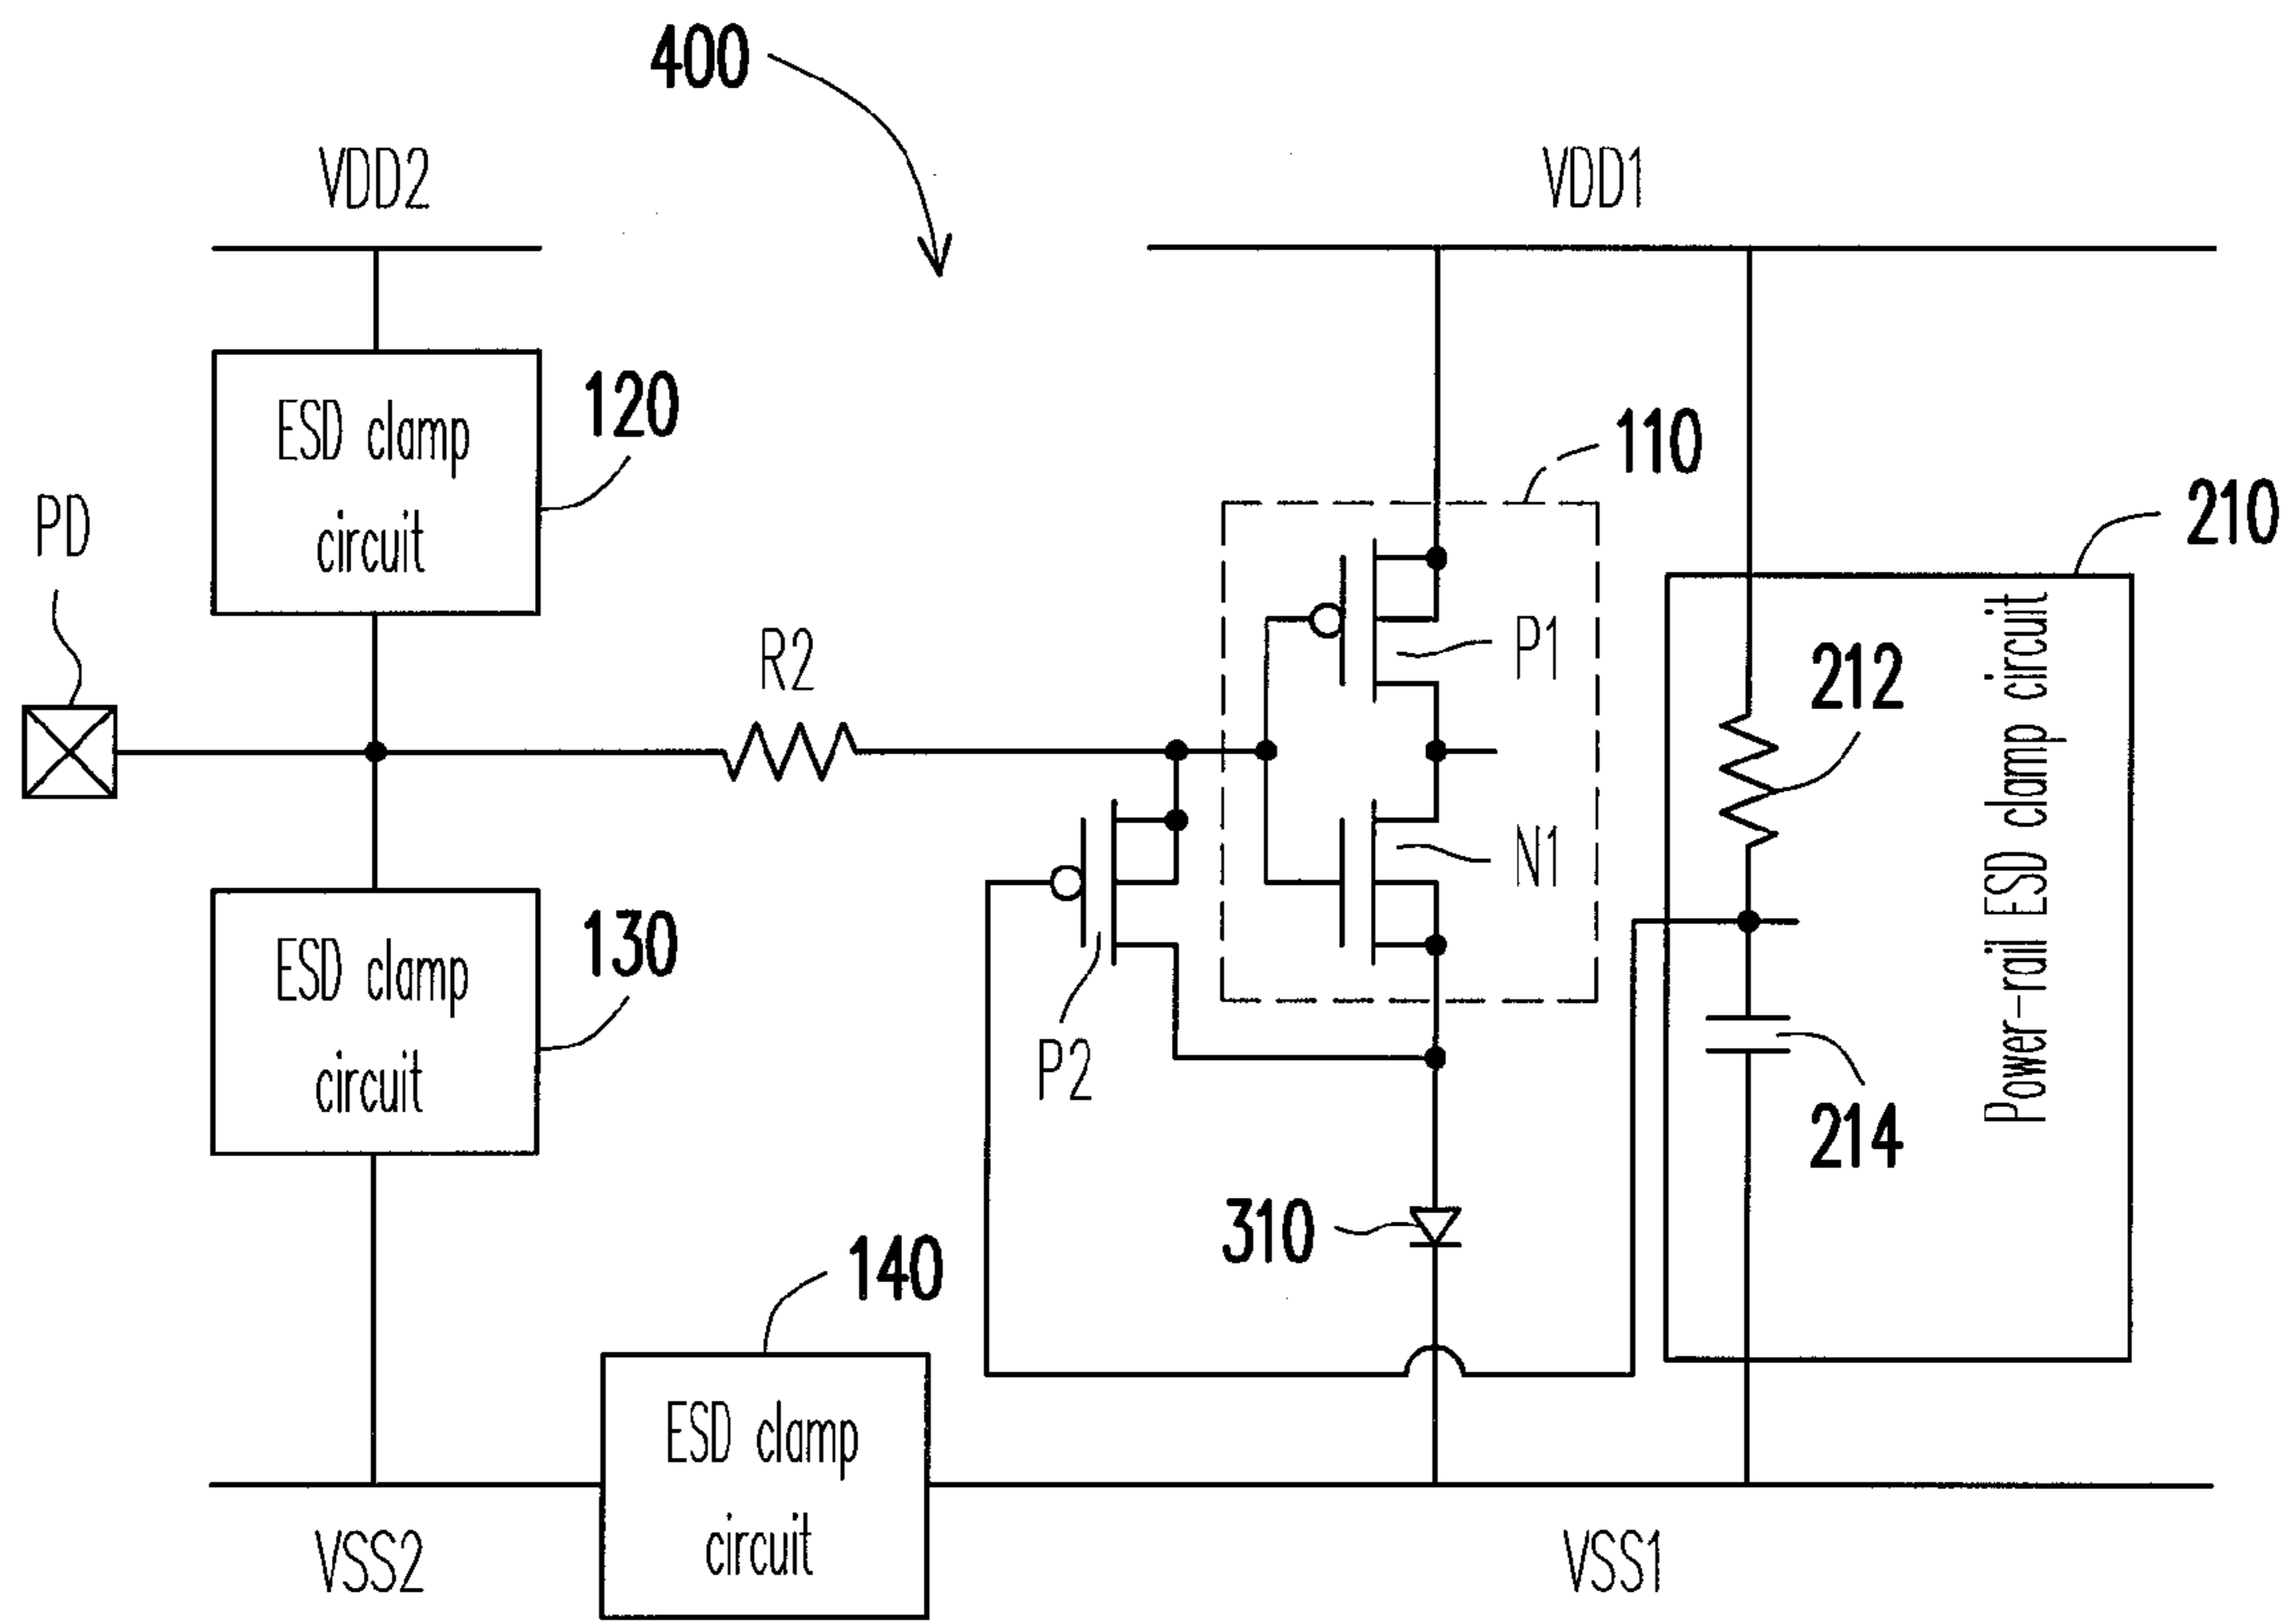 400
VDD2
VDD1
ESD clamp
circuit
120
110
PD
210
R2
P1
212
Power-rail ESD clamp circuit
N1
ESD clamp
circuit
130
P2
214
310
140
ESD clamp
circuit
VSS2
VSS1